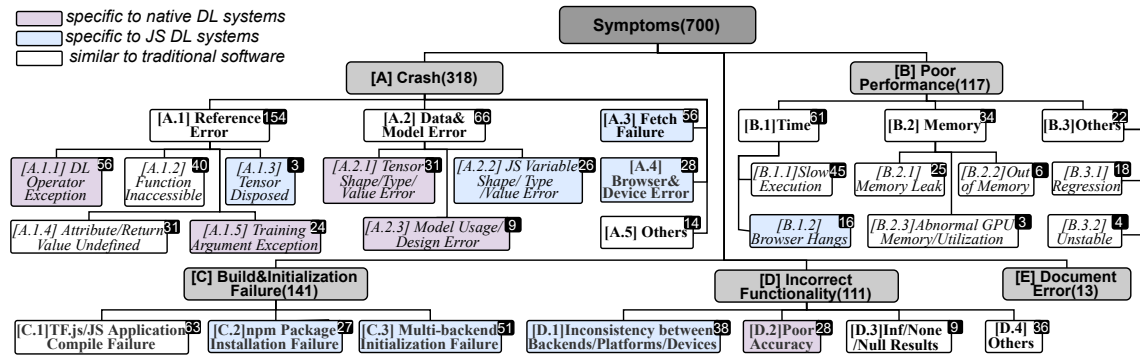 specific to native DL systems
specific to JS DL systems
similar to traditional software
Symptoms(700)
[A] Crash(318)
[B] Poor
Performance(117)
[A.1] Reference
Error
154
[A.2] Data&
Model Error
66
[A.3] Fetch
Failure
56
[B.1]Time
61
[B.2] Memory
34
[B.3]Others
22
[A.1.1] DL
Operator
Exception
56
[A.1.2]
Function
Inaccessible
40
[A.1.3]
Tensor
Disposed
3
[A.2.1] Tensor
Shape/Type/
Value Error
31
[A.2.2] JS Variable
Shape/ Type
/Value Error
26
[A.4]
Browser&
Device Error
28
[B.1.1]Slow
Execution
45
[B.2.1]
Memory Leak
25
[B.2.2]Out
of Memory
6
[B.3.1]
Regression
18
[A.1.4] Attribute/Return
Value Undefined
31
[A.1.5] Training
Argument Exception
24
[A.2.3] Model Usage/
Design Error
9
[A.5] Others
14
[B.1.2]
Browser Hangs
16
[B.2.3]Abnormal GPU
Memory/Utilization
3
[B.3.2]
Unstable
4
[C] Build&Initialization
Failure(141)
[D] Incorrect
Functionality(111)
[E] Document
Error(13)
[C.1]TF.js/JS Application
Compile Failure
63
[C.2]npm Package
Installation Failure
27
[C.3] Multi-backend
Initialization Failure
51
[D.1]Inconsistency between
Backends/Platforms/Devices
38
[D.2]Poor
Accuracy
28
[D.3]Inf/None
/Null Results
9
[D.4]
Others
36